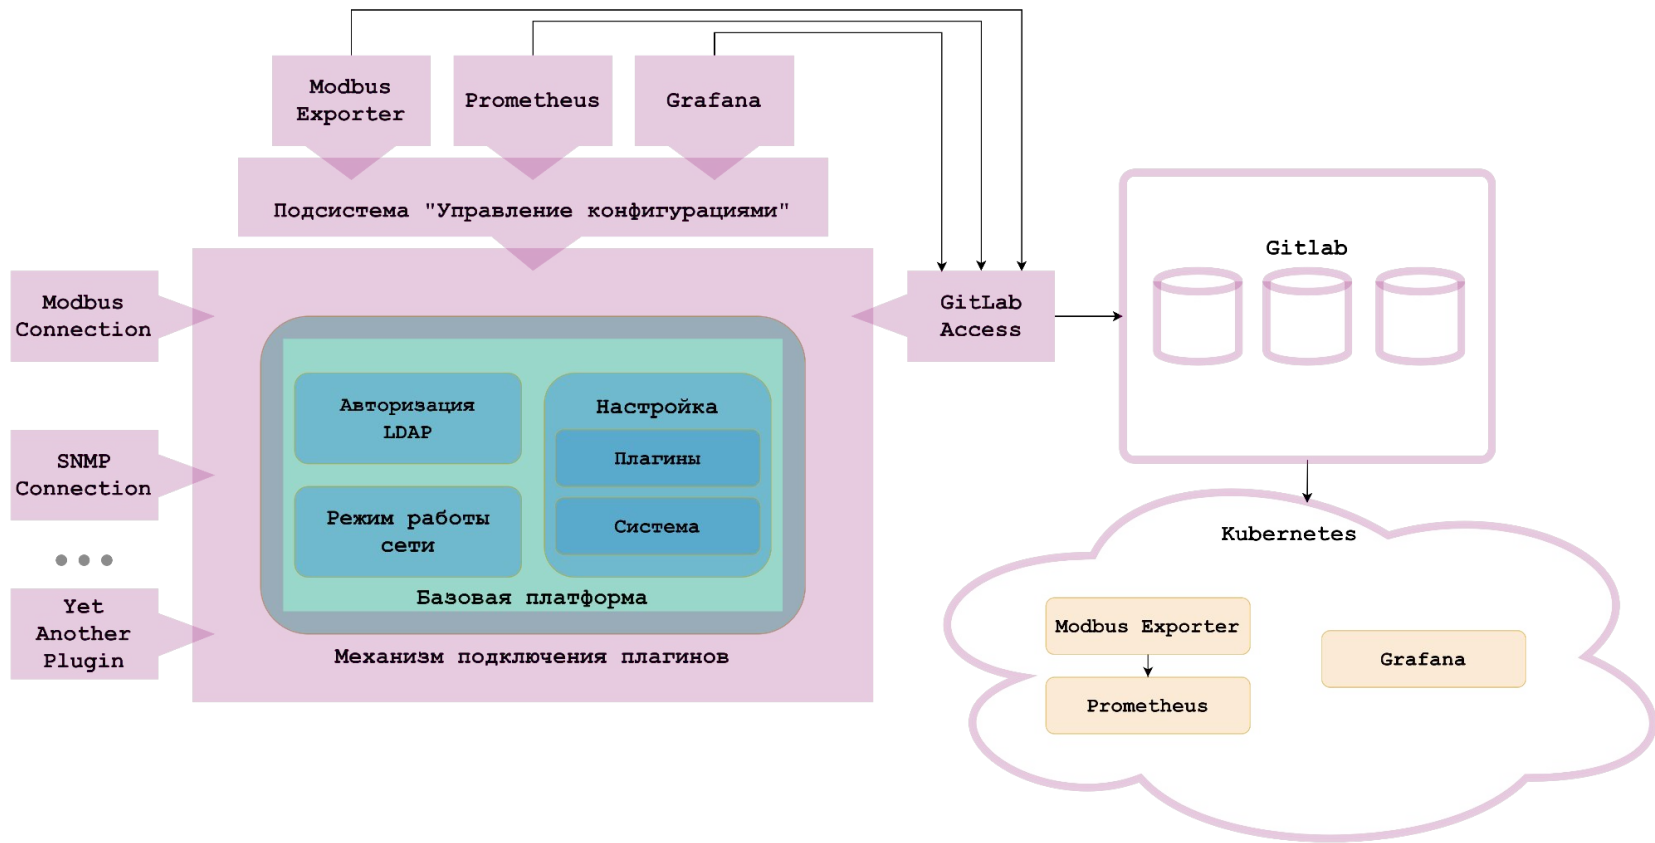 Modbus
Exporter
Prometheus
Grafana
Подсистема "Управление конфигурациями"
Modbus
Connection
SNMP
Connection
Yet
Another
Plugin
Авторизация
LDAP
Режим работы
сети
Настройка
Плагины
Система
Базовая платформа
Механизм подключения плагинов
GitLab
Access
Gitlab
Kubernetes
Modbus Exporter
Prometheus
Grafana